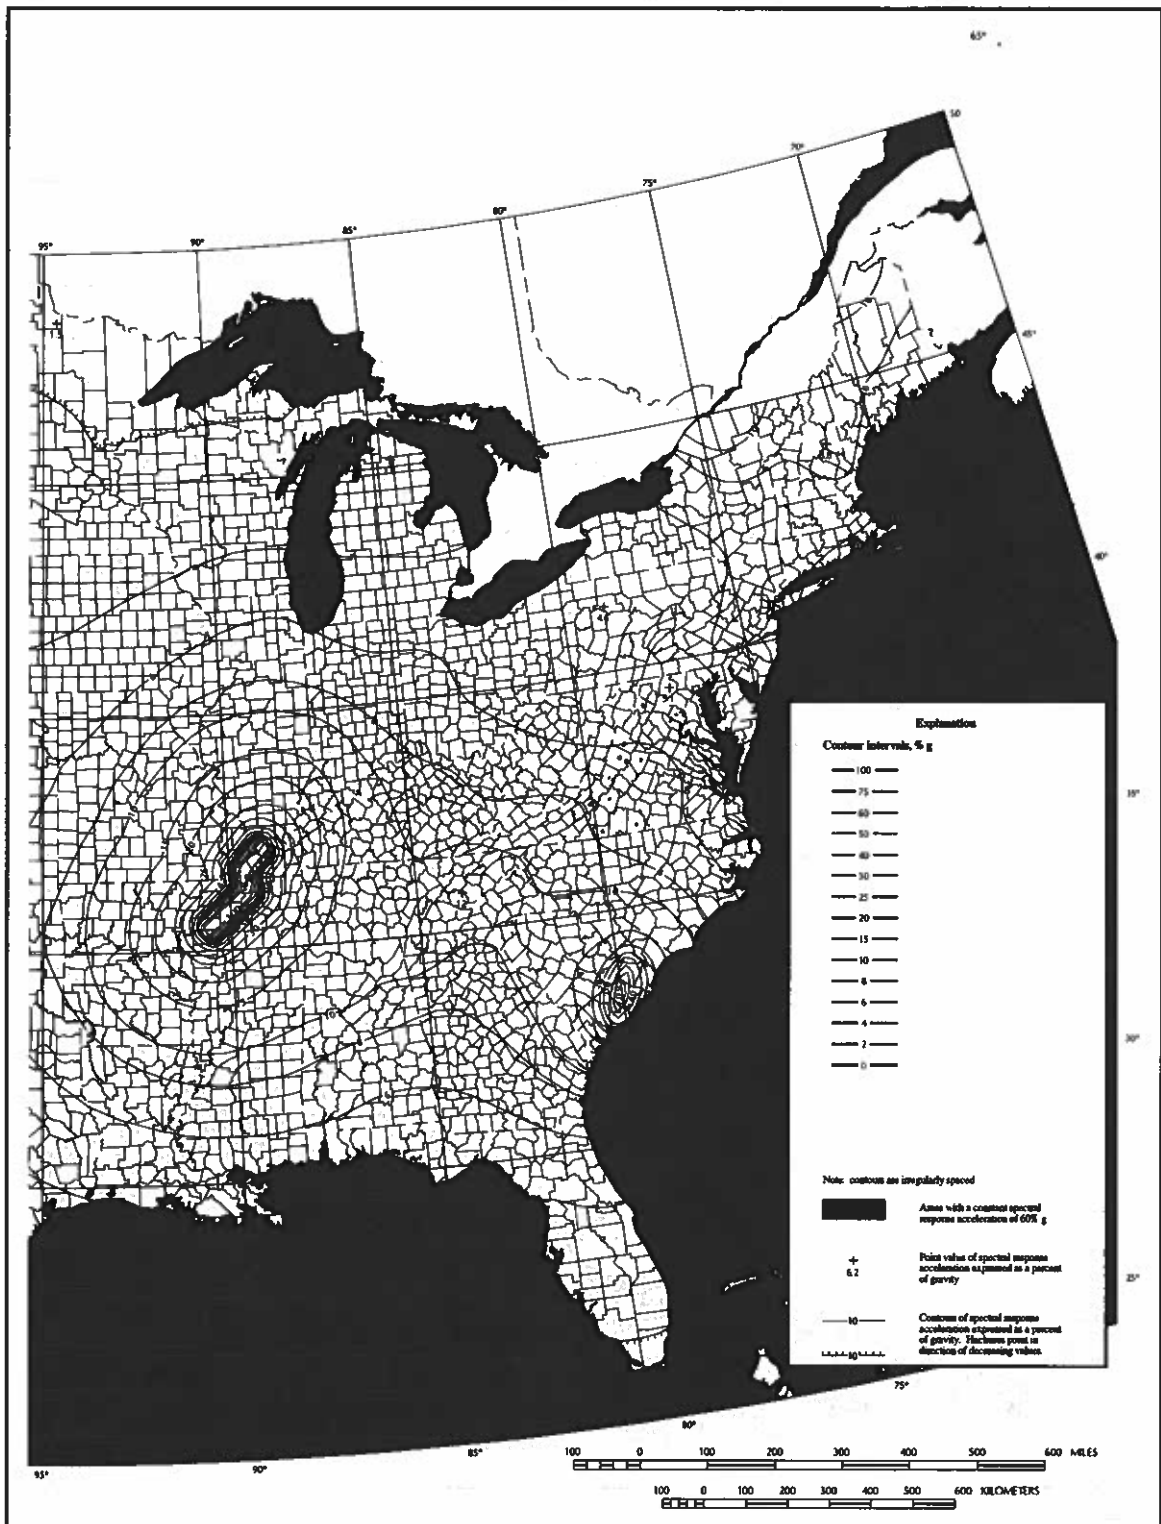 65°
50
70°
75°
80°
85°
90°
95°
45°
40°
Explanation
Contour intervals, % g
100
75
60
50
40
30
25
20
15
10
8
6
4
2
0
35°
30°
Note: contours are irregularly spaced
Areas with a constant spectral
response acceleration of 60% g
+
6.2
Point value of spectral response
acceleration expressed as a percent
of gravity
10
Contours of spectral response
acceleration expressed as a percent
of gravity. Hachures point in
direction of decreasing values.
10
25°
75°
80°
85°
90°
95°
100 0 100 200 300 400 500 600 MILES
100 0 100 200 300 400 500 600 KILOMETERS